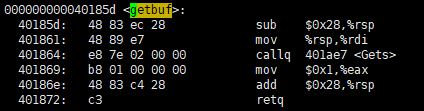 000000000040185d <getbuf>:
40185d: 48 83 ec 28 sub $0x28,%rsp
401861: 48 89 e7 mov %rsp,%rdi
401864: e8 7e 02 00 00 callq 401ae7 <Gets>
401869: b8 01 00 00 00 mov $0x1,%eax
40186e: 48 83 c4 28 add $0x28,%rsp
401872: c3 retq